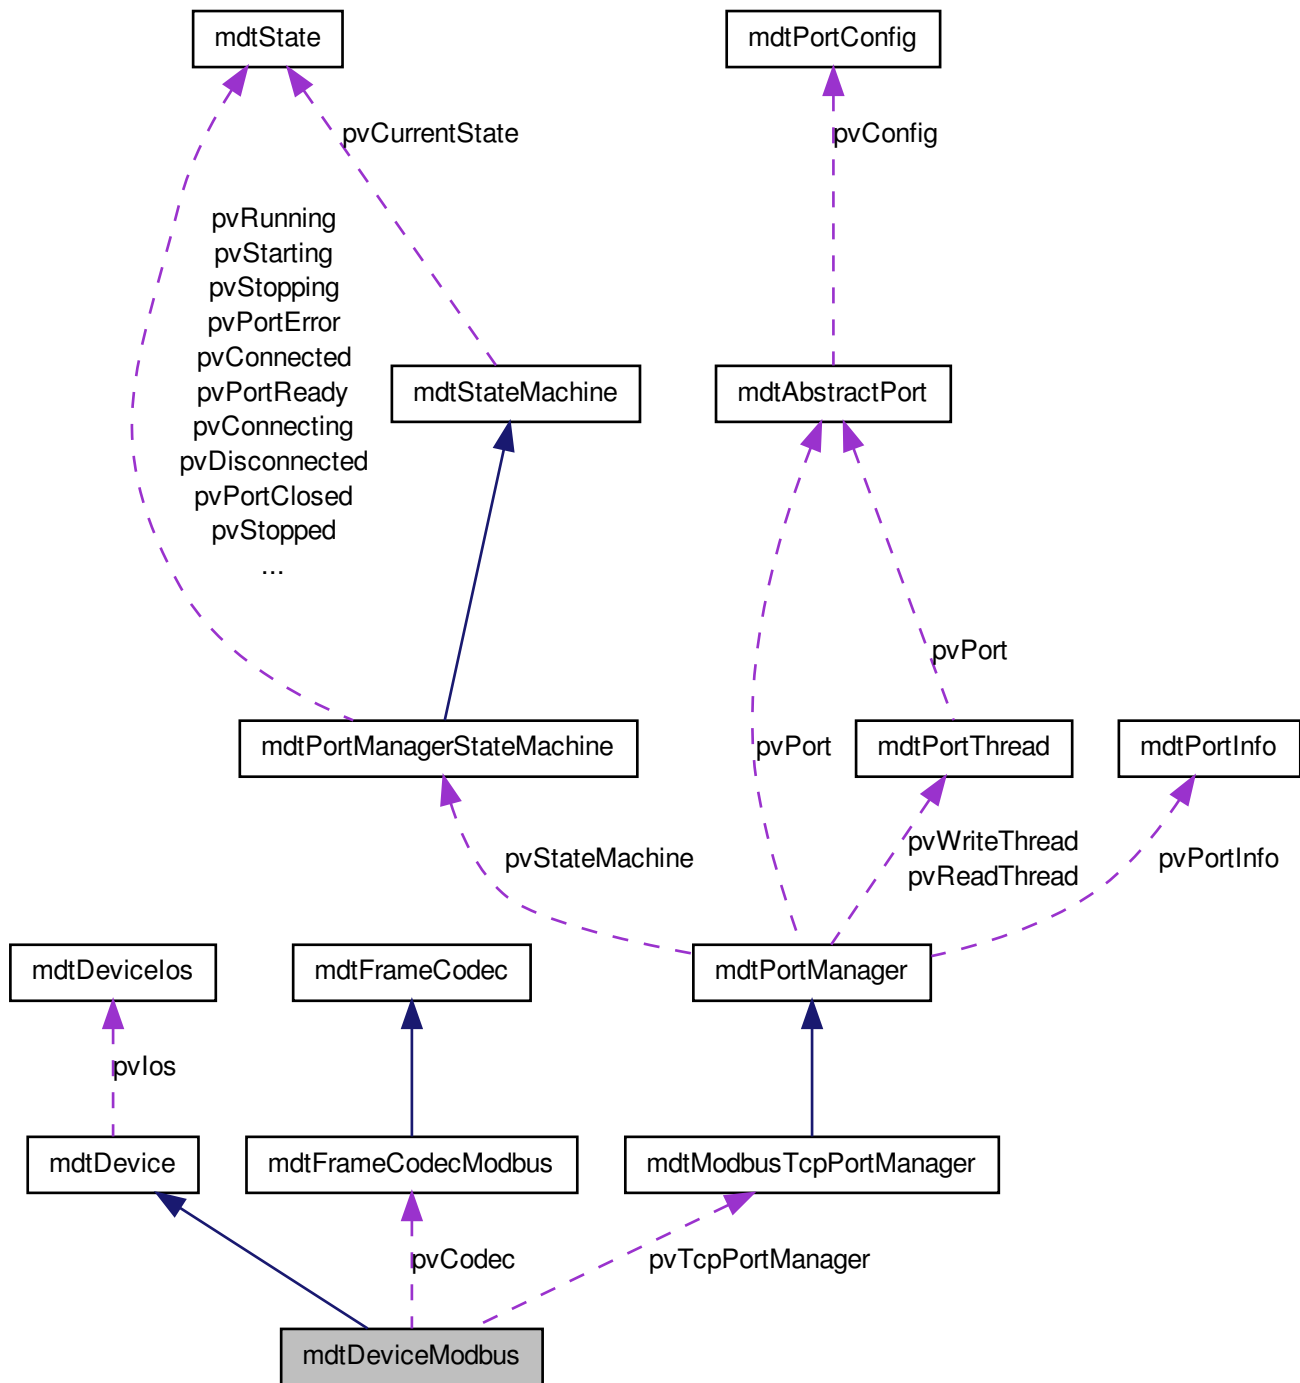 mdtState
mdtPortConfig
pvCurrentState
pvConfig
pvRunning
pvStarting
pvStopping
pvPortError
pvConnected
pvPortReady
pvConnecting
pvDisconnected
pvPortClosed
pvStopped
...
mdtStateMachine
mdtAbstractPort
pvPort
mdtPortManagerStateMachine
pvPort
mdtPortThread
mdtPortInfo
pvStateMachine
pvWriteThread
pvReadThread
pvPortInfo
mdtDeviceIos
mdtFrameCodec
mdtPortManager
pvIos
mdtDevice
mdtFrameCodecModbus
mdtModbusTcpPortManager
pvCodec
pvTcpPortManager
mdtDeviceModbus